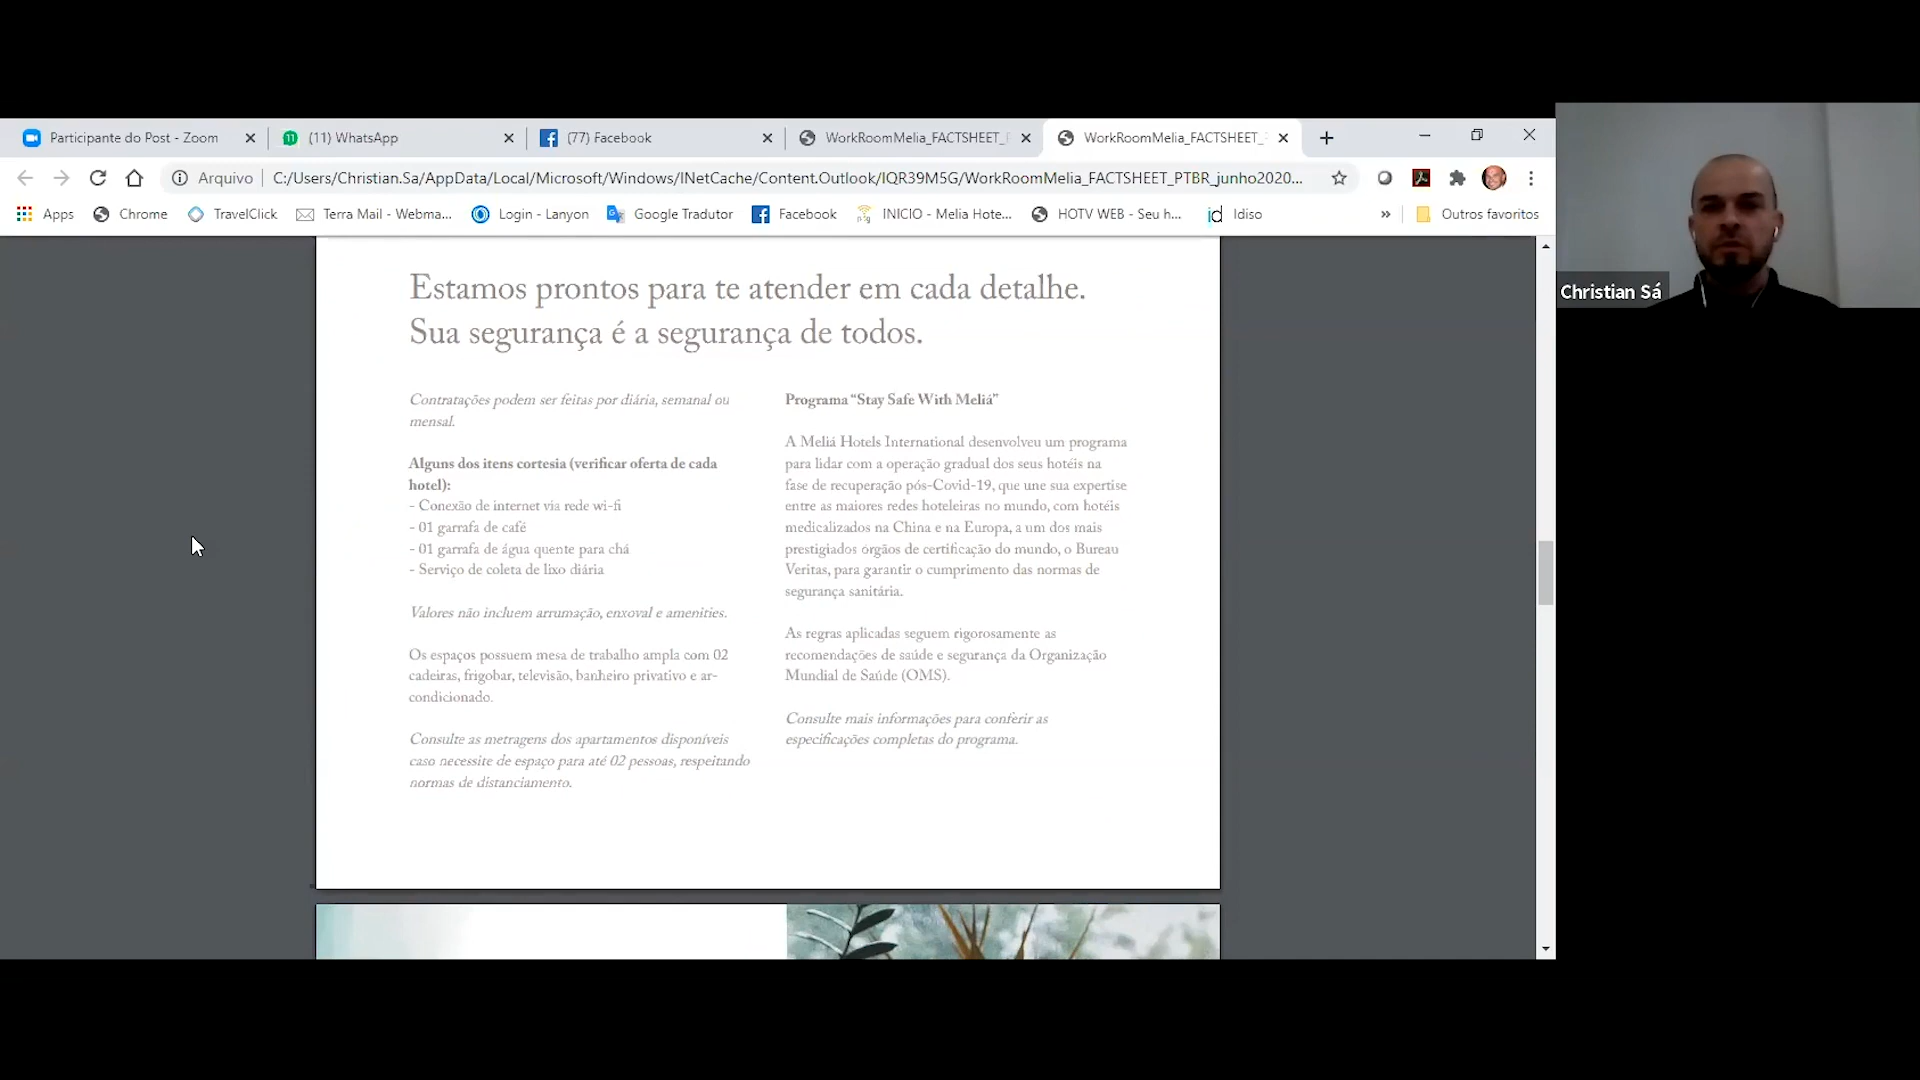 Participante do Post - Zoom
(11) WhatsApp
(77) Facebook
WorkRoomMelia_FACTSHEET_
WorkRoomMelia_FACTSHEET_
Arquivo
C:/Users/Christian.Sa/AppData/Local/Microsoft/Windows/INetCache/Content.Outlook/IQR39M5G/WorkRoomMelia_FACTSHEET_PTBR_junho2020...
Apps
Chrome
TravelClick
Terra Mail - Webma...
Login - Lanyon
Google Tradutor
Facebook
INICIO - Melia Hote...
HOTV WEB - Seu h...
Idiso
»
Outros favoritos
Estamos prontos para te atender em cada detalhe.
Sua segurança é a segurança de todos.
Contratações podem ser feitas por diária, semanal ou
mensal.
Alguns dos itens cortesia (verificar oferta de cada
hotel):
- Conexão de internet via rede wi-fi
- 01 garrafa de café
- 01 garrafa de água quente para chá
- Serviço de coleta de lixo diária
Valores não incluem arrumação, enxoval e amenities.
Os espaços possuem mesa de trabalho ampla com 02
cadeiras, frigobar, televisão, banheiro privativo e ar-
condicionado.
Consulte as metragens dos apartamentos disponíveis
caso necessite de espaço para até 02 pessoas, respeitando
normas de distanciamento.
Programa “Stay Safe With Meliá”
A Meliá Hotels International desenvolveu um programa
para lidar com a operação gradual dos seus hotéis na
fase de recuperação pós-Covid-19, que une sua expertise
entre as maiores redes hoteleiras no mundo, com hotéis
medicalizados na China e na Europa, a um dos mais
prestigiados órgãos de certificação do mundo, o Bureau
Veritas, para garantir o cumprimento das normas de
segurança sanitária.
As regras aplicadas seguem rigorosamente as
recomendações de saúde e segurança da Organização
Mundial de Saúde (OMS).
Consulte mais informações para conferir as
especificações completas do programa.
Christian Sá